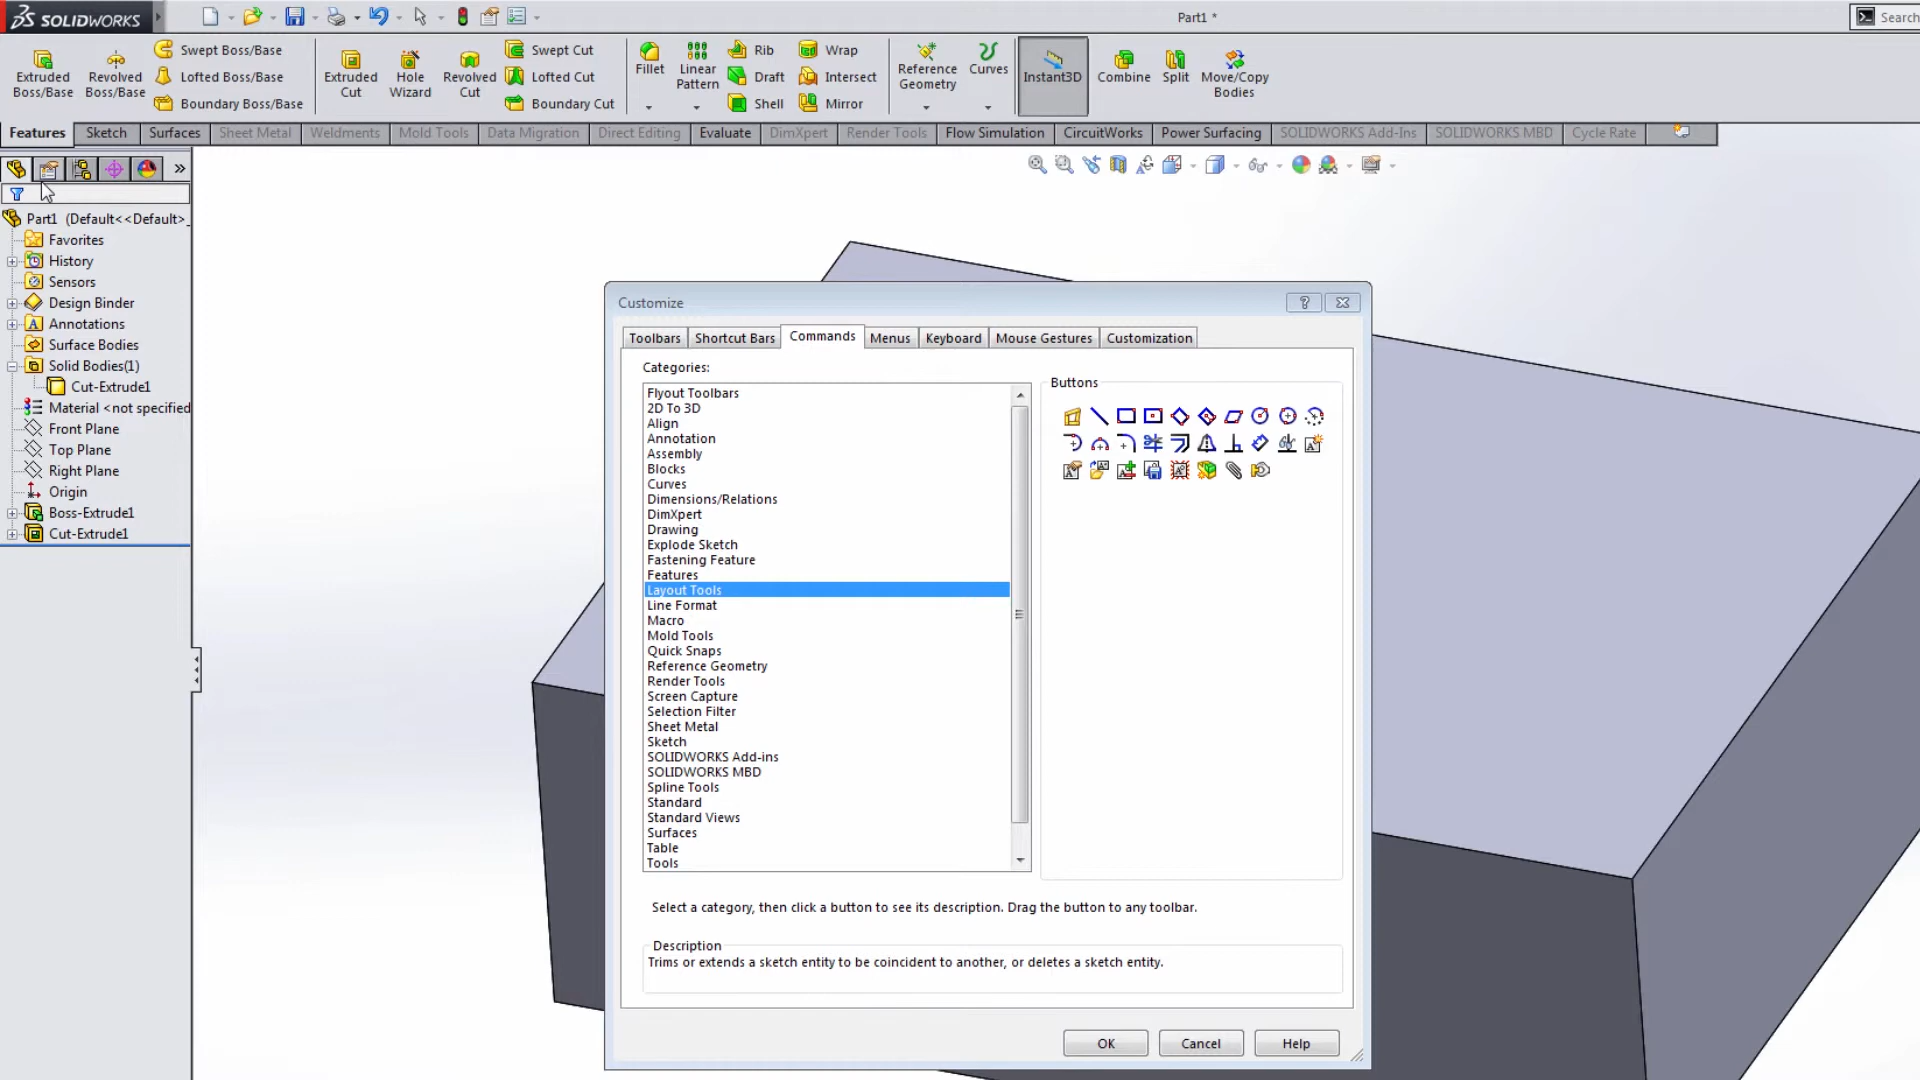 SOLIDWORKS
Part1 *
Search
Extruded Boss/Base
Revolved Boss/Base
Swept Boss/Base
Lofted Boss/Base
Boundary Boss/Base
Extruded Cut
Hole Wizard
Revolved Cut
Swept Cut
Lofted Cut
Boundary Cut
Fillet
Linear Pattern
Rib
Draft
Shell
Wrap
Intersect
Mirror
Reference Geometry
Curves
Instant3D
Combine
Split
Move/Copy Bodies
Features
Sketch
Surfaces
Sheet Metal
Weldments
Mold Tools
Data Migration
Direct Editing
Evaluate
DimXpert
Render Tools
Flow Simulation
CircuitWorks
Power Surfacing
SOLIDWORKS Add-Ins
SOLIDWORKS MBD
Cycle Rate
Part1 (Default<<Default>_
Favorites
History
Sensors
Design Binder
Annotations
Surface Bodies
Solid Bodies(1)
Cut-Extrude1
Material <not specified
Front Plane
Top Plane
Right Plane
Origin
Boss-Extrude1
Cut-Extrude1
Customize
Toolbars
Shortcut Bars
Commands
Menus
Keyboard
Mouse Gestures
Customization
Categories:
Flyout Toolbars
2D To 3D
Align
Annotation
Assembly
Blocks
Curves
Dimensions/Relations
DimXpert
Drawing
Explode Sketch
Fastening Feature
Features
Layout Tools
Line Format
Macro
Mold Tools
Quick Snaps
Reference Geometry
Render Tools
Screen Capture
Selection Filter
Sheet Metal
Sketch
SOLIDWORKS Add-ins
SOLIDWORKS MBD
Spline Tools
Standard
Standard Views
Surfaces
Table
Tools
Buttons
Select a category, then click a button to see its description. Drag the button to any toolbar.
Description
Trims or extends a sketch entity to be coincident to another, or deletes a sketch entity.
OK
Cancel
Help